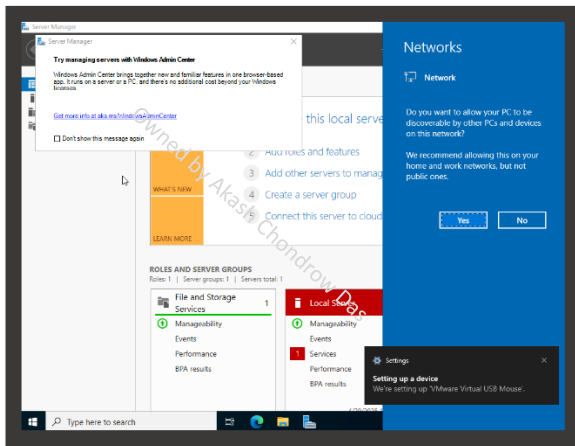 Server Manager
Server Manager
Try managing servers with Windows Admin Center
Windows Admin Center brings together new and familiar features in one browser-based
app. It runs on a server or a PC, and there's no additional cost beyond your Windows
licenses.
Get more info at aka.ms/WindowsAdminCenter
Don't show this message again
this local serve
2 Add roles and features
3 Add other servers to manag
4 Create a server group
5 Connect this server to cloud
WHAT'S NEW
LEARN MORE
Owned by Akash Chondrow Das
ROLES AND SERVER GROUPS
Roles: 1 | Server groups: 1 | Servers total: 1
File and Storage
Services
1
Manageability
Events
Performance
BPA results
Local Server
Manageability
Events
1 Services
Performance
BPA results
Networks
Network
Do you want to allow your PC to be
discoverable by other PCs and devices
on this network?
We recommend allowing this on your
home and work networks, but not
public ones.
Yes
No
Settings
Setting up a device
We're setting up 'VMware Virtual USB Mouse'.
Type here to search